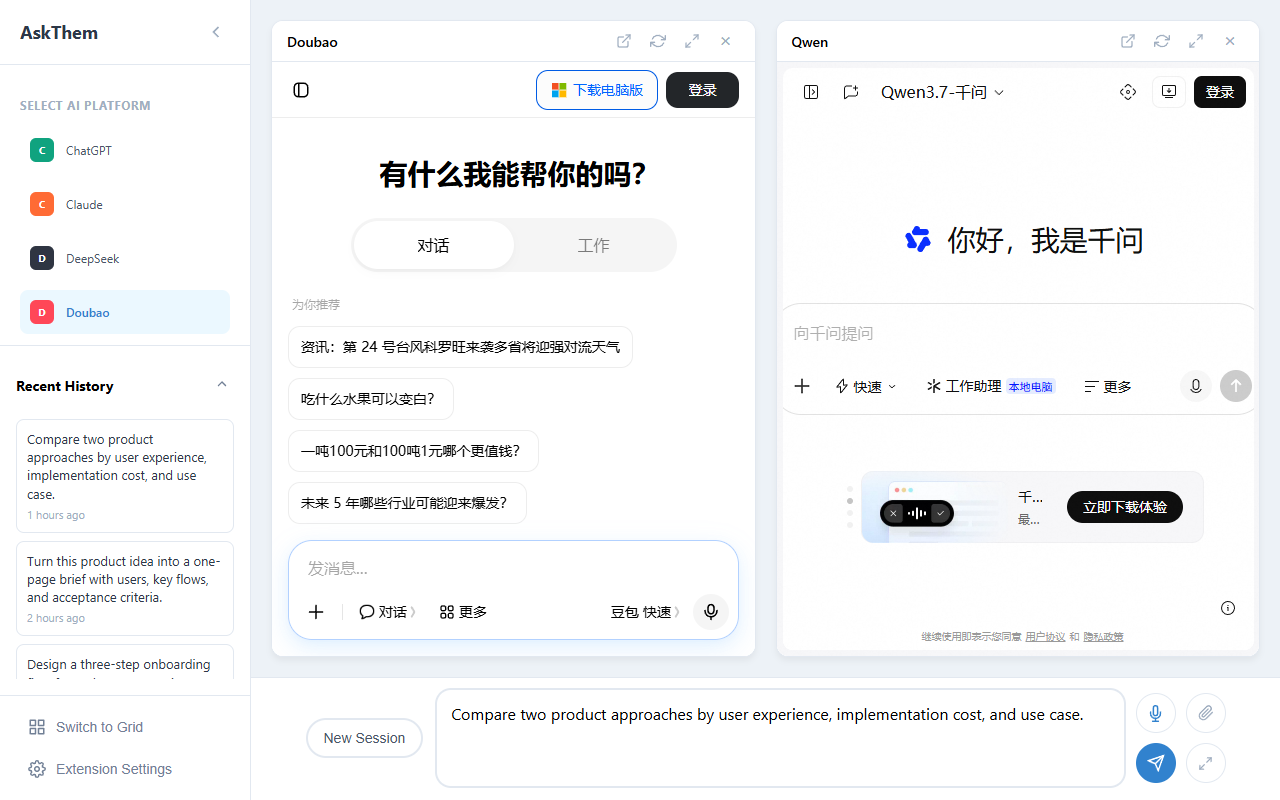 AskThem
SELECT AI PLATFORM
C ChatGPT
C Claude
D DeepSeek
D Doubao
Recent History
Compare two product
approaches by user experience,
implementation cost, and use
case.
1 hours ago
Turn this product idea into a one-
page brief with users, key flows,
and acceptance criteria.
2 hours ago
Design a three-step onboarding
Switch to Grid
Extension Settings
Doubao
下载电脑版
登录
有什么我能帮你的吗？
对话
工作
为你推荐
资讯：第 24 号台风科罗旺来袭多省将迎强对流天气
吃什么水果可以变白？
一吨100元和100吨1元哪个更值钱？
未来 5 年哪些行业可能迎来爆发？
发消息...
对话
更多
豆包 快速
Qwen
Qwen3.7-千问
登录
你好，我是千问
向千问提问
快速
工作助理 本地电脑
更多
千...
最...
立即下载体验
继续使用即表示您同意 用户协议 和 隐私政策
New Session
Compare two product approaches by user experience, implementation cost, and use case.